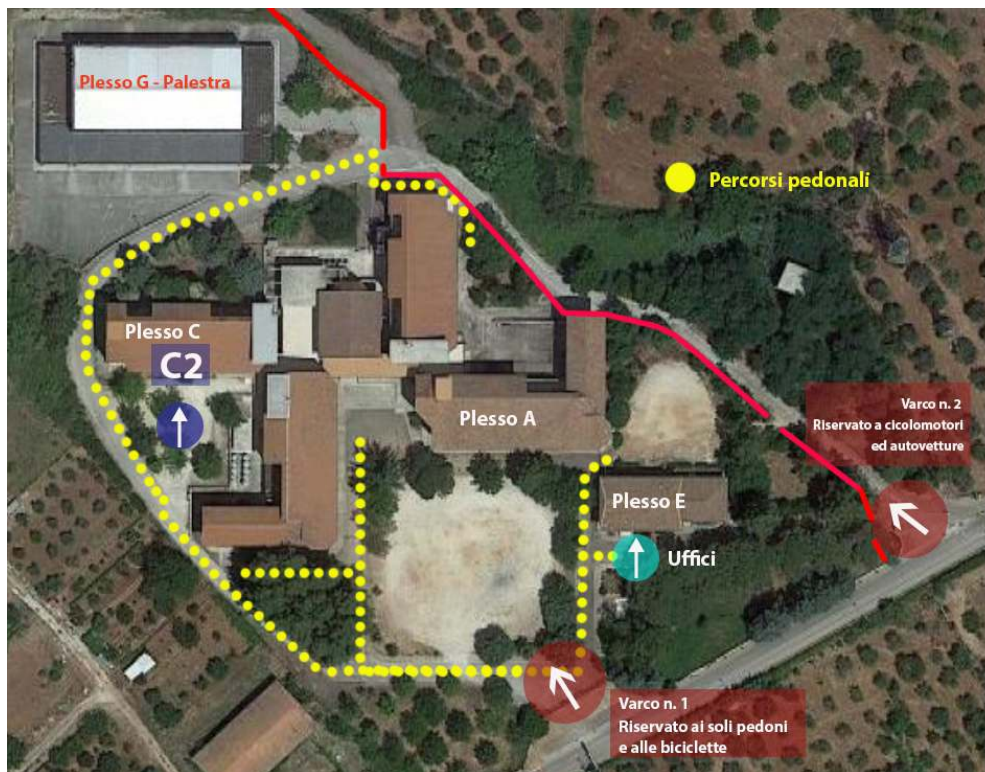 Plesso G - Palestra
Percorsi pedonali
Plesso C
C2
Plesso A
Varco n. 2
Riservato a cicolomotori
ed autovetture
Plesso E
Uffici
Varco n. 1
Riservato ai soli pedoni
e alle biciclette